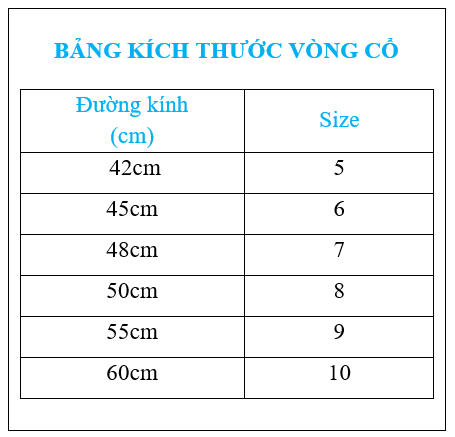 BẢNG KÍCH THƯỚC VÒNG CỔ
Đường kính
(cm)
Size
42cm 5
45cm 6
48cm 7
50cm 8
55cm 9
60cm 10